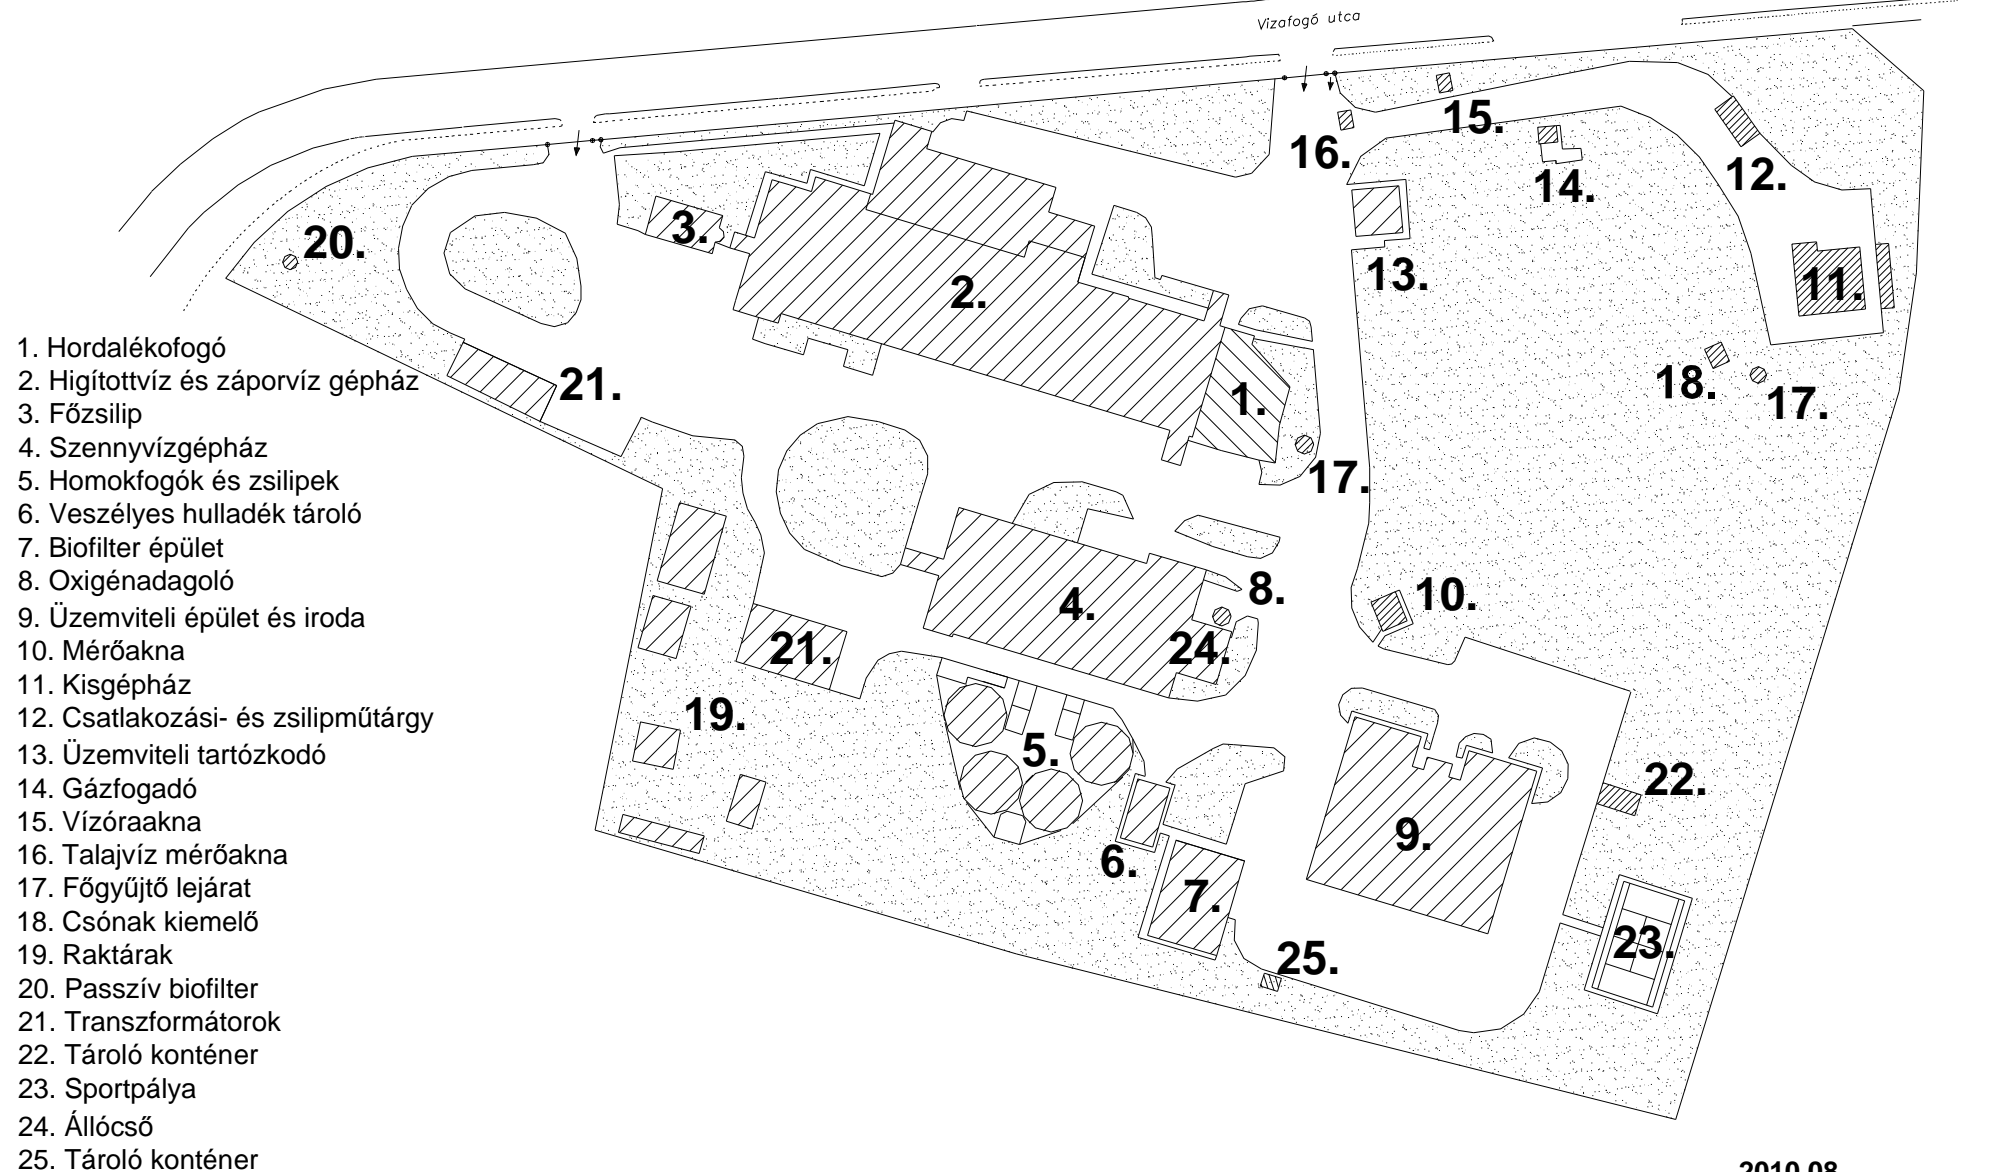 Vizafogó utca
15.
16.
12.
14.
3.
20.
13.
11.
2.
18.
17.
21.
1.
17.
10.
8.
4.
24.
21.
19.
5.
22.
9.
6.
7.
23.
25.
1. Hordalékofogó
2. Higítottvíz és záporvíz gépház
3. Főzsilip
4. Szennyvízgépház
5. Homokfogók és zsilipek
6. Veszélyes hulladék tároló
7. Biofilter épület
8. Oxigénadagoló
9. Üzemviteli épület és iroda
10. Mérőakna
11. Kisgépház
12. Csatlakozási- és zsilipműtárgy
13. Üzemviteli tartózkodó
14. Gázfogadó
15. Vízóraakna
16. Talajvíz mérőakna
17. Főgyűjtő lejárat
18. Csónak kiemelő
19. Raktárak
20. Passzív biofilter
21. Transzformátorok
22. Tároló konténer
23. Sportpálya
24. Állócső
25. Tároló konténer
2010.08.